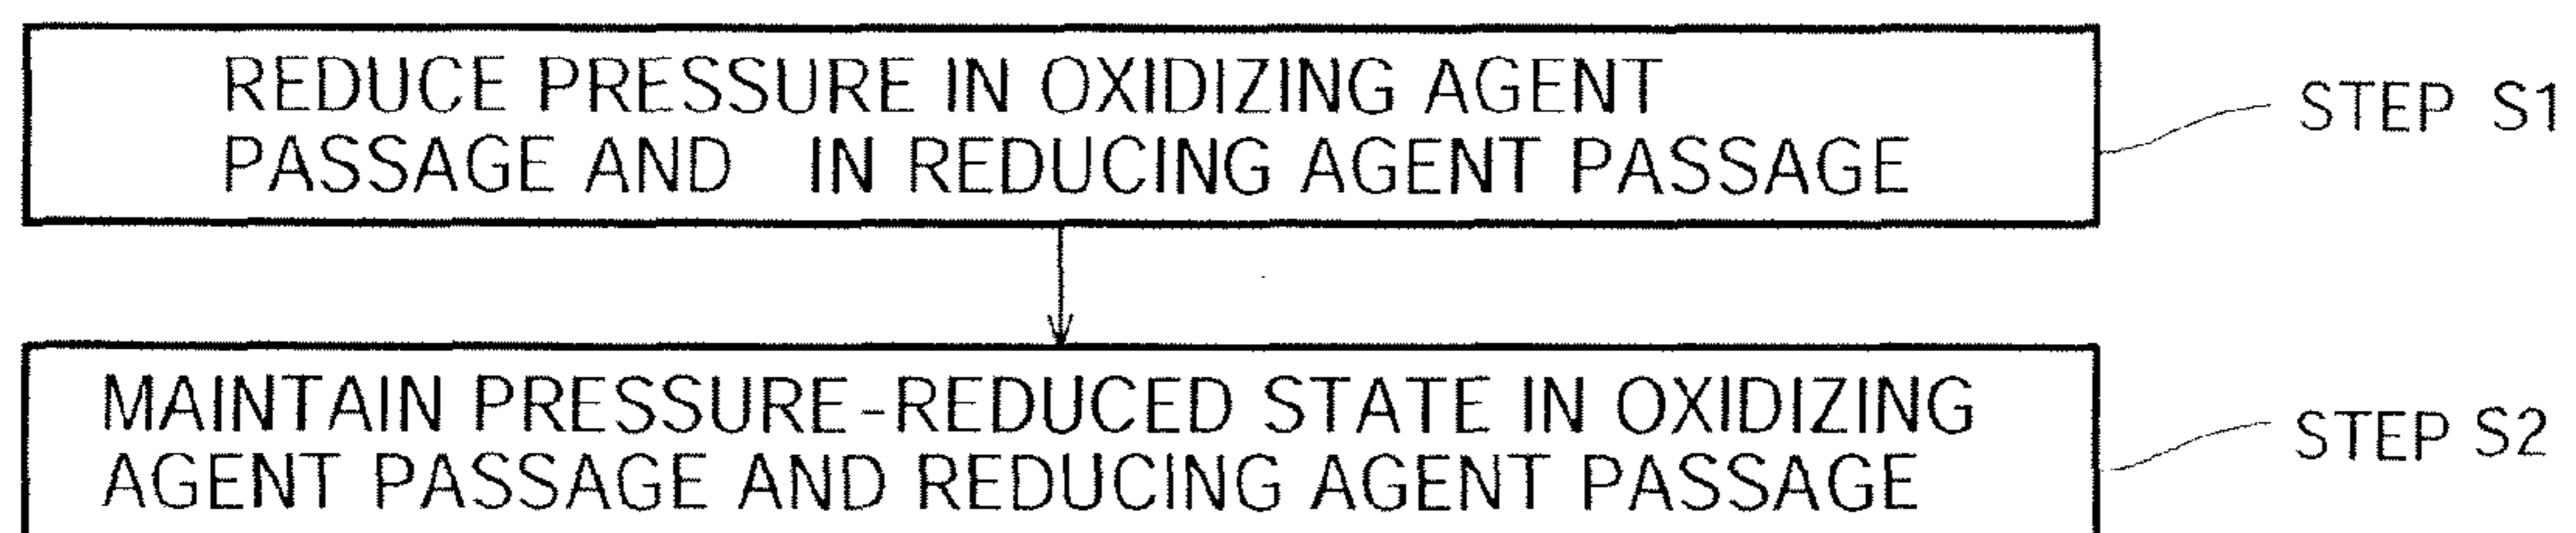 REDUCE PRESSURE IN OXIDIZING AGENT
PASSAGE AND IN REDUCING AGENT PASSAGE
STEP S1
MAINTAIN PRESSURE-REDUCED STATE IN OXIDIZING
AGENT PASSAGE AND REDUCING AGENT PASSAGE
STEP S2